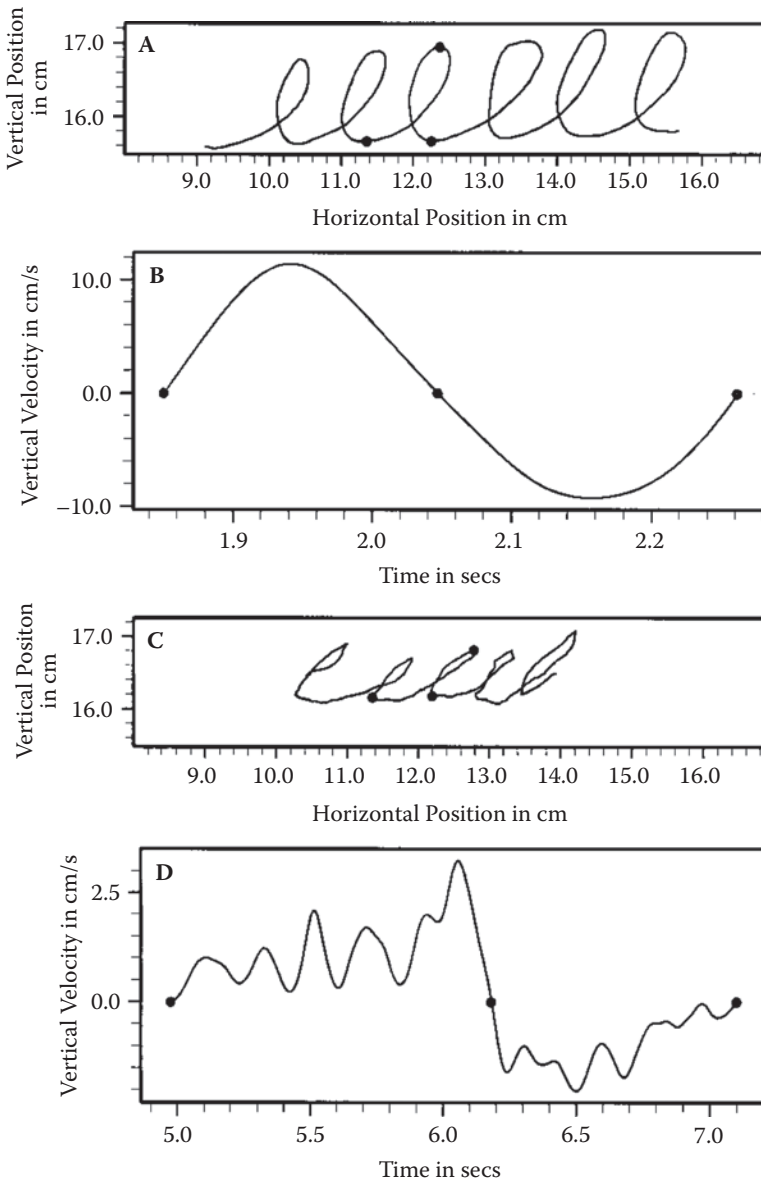 A
Vertical Position
in cm
17.0
16.0
9.0 10.0 11.0 12.0 13.0 14.0 15.0 16.0
Horizontal Position in cm
B
Vertical Velocity in cm/s
10.0
0.0
–10.0
1.9 2.0 2.1 2.2
Time in secs
C
Vertical Positon
in cm
17.0
16.0
9.0 10.0 11.0 12.0 13.0 14.0 15.0 16.0
Horizontal Position in cm
D
Vertical Velocity in cm/s
2.5
0.0
5.0 5.5 6.0 6.5 7.0
Time in secs